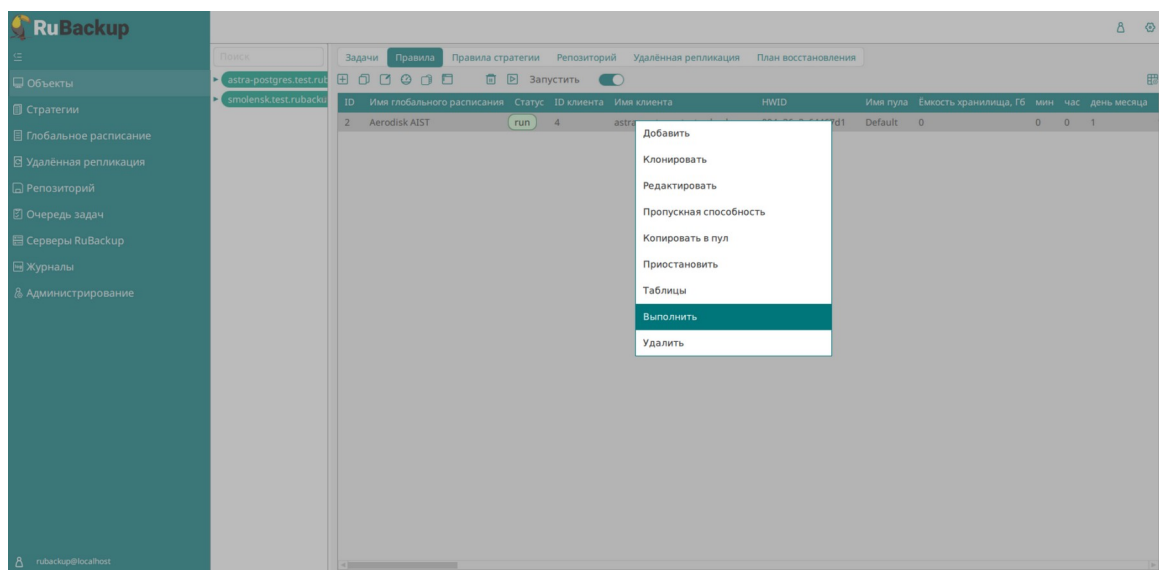 RuBackup
Поиск
Объекты
Стратегии
Глобальное расписание
Удалённая репликация
Репозиторий
Очередь задач
Серверы RuBackup
Журналы
Администрирование
rubackup@localhost
astra-postgres.test.rub
smolensk.test.rubacku
Задачи Правила Правила стратегии Репозиторий Удалённая репликация План восстановления
Запустить
ID Имя глобального расписания Статус ID клиента Имя клиента HWID Имя пула Ёмкость хранилища, Гб мин час день месяца
2 Aerodisk AIST run 4 Default 0 0 0 1
Добавить
Клонировать
Редактировать
Пропускная способность
Копировать в пул
Приостановить
Таблицы
Выполнить
Удалить